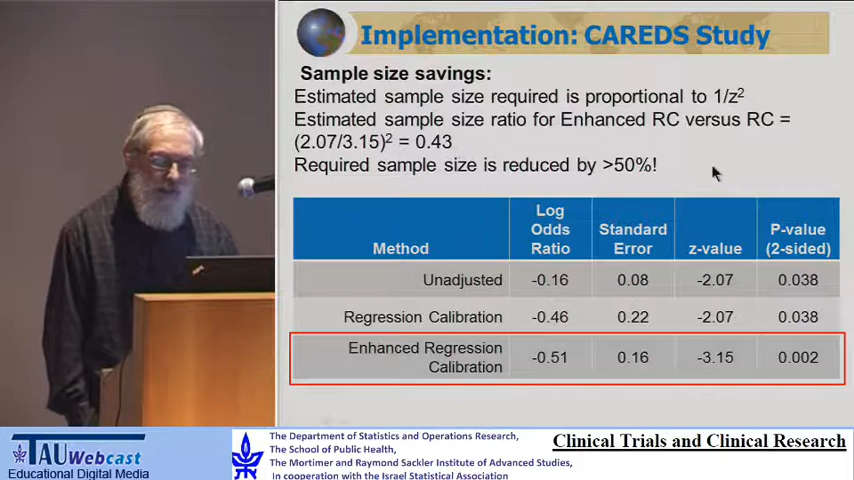 Implementation: CAREDS Study
Sample size savings:
Estimated sample size required is proportional to 1/z²
Estimated sample size ratio for Enhanced RC versus RC =
(2.07/3.15)² = 0.43
Required sample size is reduced by >50%!
Method Log Odds Ratio Standard Error z-value P-value (2-sided)
Unadjusted -0.16 0.08 -2.07 0.038
Regression Calibration -0.46 0.22 -2.07 0.038
Enhanced Regression Calibration -0.51 0.16 -3.15 0.002
TAU Webcast
Educational Digital Media
The Department of Statistics and Operations Research,
The School of Public Health,
The Mortimer and Raymond Sackler Institute of Advanced Studies,
In cooperation with the Israel Statistical Association
Clinical Trials and Clinical Research